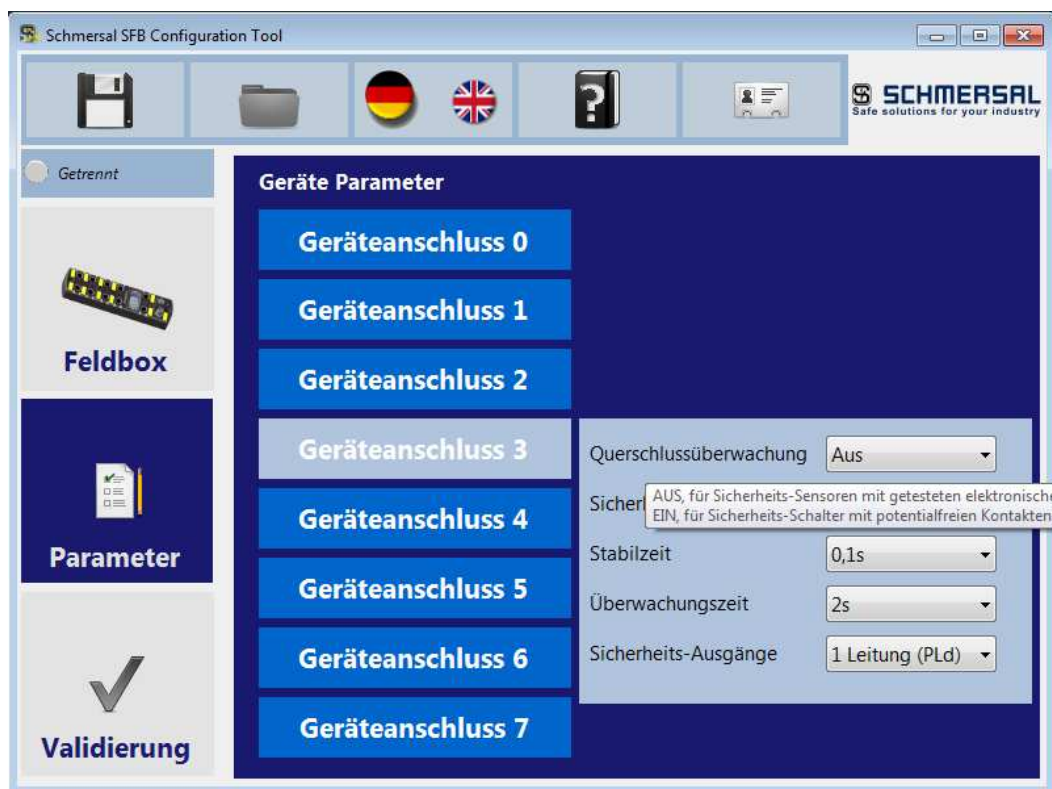 Schmersal SFB Configuration Tool
SCHMERSAL
Safe solutions for your industry
Getrennt
Feldbox
Parameter
Validierung
Geräte Parameter
Geräteanschluss 0
Geräteanschluss 1
Geräteanschluss 2
Geräteanschluss 3
Geräteanschluss 4
Geräteanschluss 5
Geräteanschluss 6
Geräteanschluss 7
Querschlussüberwachung Aus
AUS, für Sicherheits-Sensoren mit getesteten
EIN, für Sicherheits-Schalter mit potentialfreien Kontakten
Stabilzeit 0,1s
Überwachungszeit 2s
Sicherheits-Ausgänge 1 Leitung (PLd)